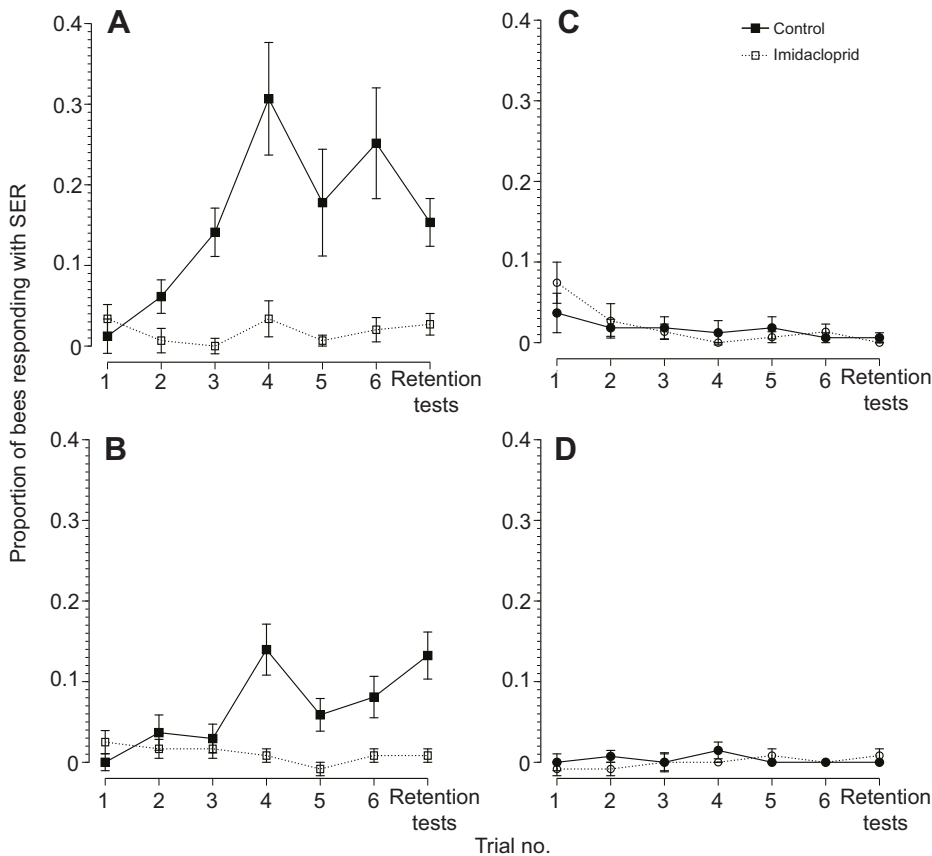 Proportion of bees responding with SER
A
0.4
0.3
0.2
0.1
0
1 2 3 4 5 6 Retention
tests
C
Control
Imidacloprid
0.4
0.3
0.2
0.1
0
1 2 3 4 5 6 Retention
tests
B
0.4
0.3
0.2
0.1
0
1 2 3 4 5 6 Retention
tests
D
0.4
0.3
0.2
0.1
0
1 2 3 4 5 6 Retention
tests
Trial no.